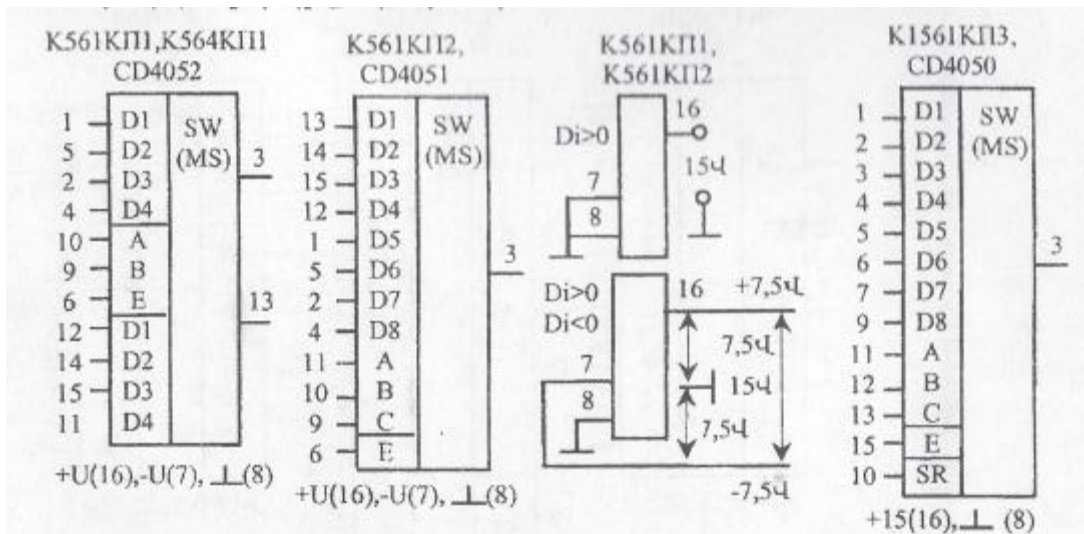 К561КП1,К564КП1
CD4052
1 D1 SW
5 D2 (MS)
2 D3 3
4 D4
10 A
9 B
6 E 13
12 D1
14 D2
15 D3
11 D4
+U(16),-U(7), ⊥(8)
К561КП2,
CD4051
13 D1 SW
14 D2 (MS)
15 D3
12 D4
1 D5 3
5 D6
2 D7
4 D8
11 A
10 B
9 C
6 E
+U(16),-U(7), ⊥(8)
К561КП1,
К561КП2
Di>0 16
15Ч
7
8
Di>0 16 +7,5Ч
Di<0 7,5Ч
7 15Ч
8 7,5Ч
-7,5Ч
К1561КП3,
CD4050
1 D1 SW
2 D2 (MS)
3 D3
4 D4
5 D5 3
6 D6
7 D7
9 D8
11 A
12 B
13 C
15 E
10 SR
+15(16),⊥ (8)